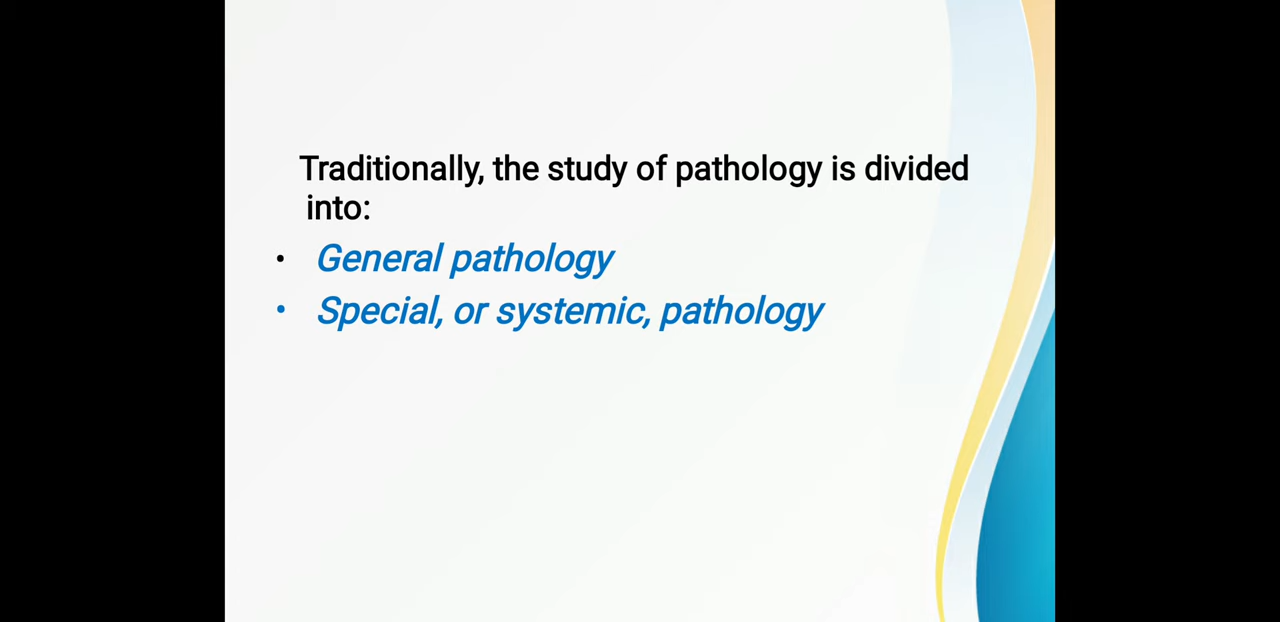 Traditionally, the study of pathology is divided
into:
• General pathology
• Special, or systemic, pathology